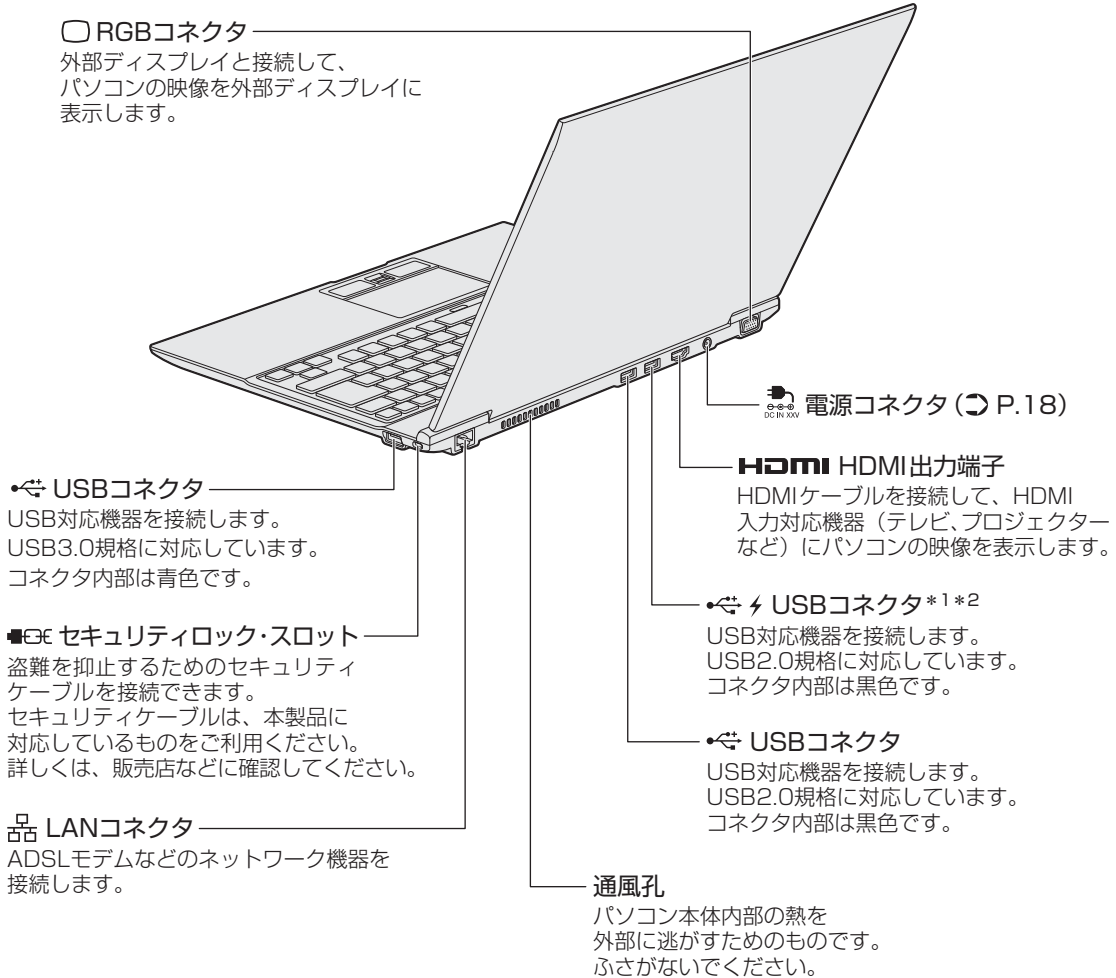 RGBコネクタ
外部ディスプレイと接続して、
パソコンの映像を外部ディスプレイに
表示します。
DC IN XXV 電源コネクタ（ P.18）
HDMI HDMI出力端子
HDMIケーブルを接続して、HDMI
入力対応機器（テレビ、プロジェクター
など）にパソコンの映像を表示します。
USBコネクタ
USB対応機器を接続します。
USB3.0規格に対応しています。
コネクタ内部は青色です。
USBコネクタ*1*2
USB対応機器を接続します。
USB2.0規格に対応しています。
コネクタ内部は黒色です。
セキュリティロック・スロット
盗難を抑止するためのセキュリティ
ケーブルを接続できます。
セキュリティケーブルは、本製品に
対応しているものをご利用ください。
詳しくは、販売店などに確認してください。
USBコネクタ
USB対応機器を接続します。
USB2.0規格に対応しています。
コネクタ内部は黒色です。
LANコネクタ
ADSLモデムなどのネットワーク機器を
接続します。
通風孔
パソコン本体内部の熱を
外部に逃がすためのものです。
ふさがないでください。